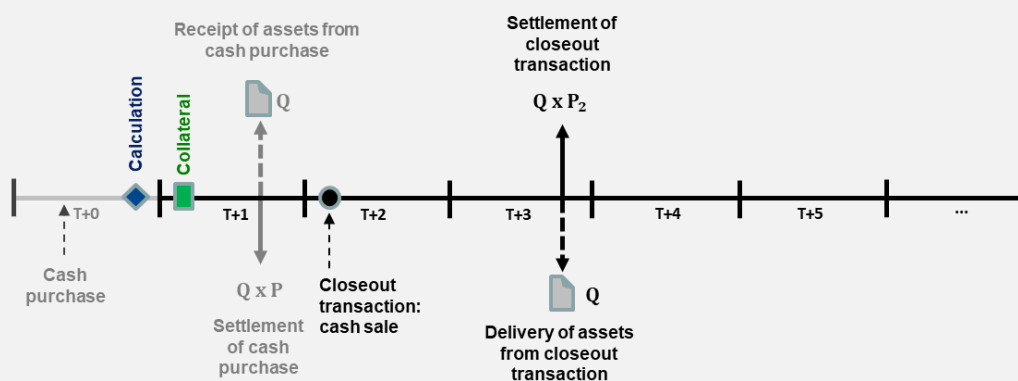 Receipt of assets from
cash purchase
Q
Settlement of
closeout
transaction
Q x P₂
Calculation
Collateral
T+0
T+1
T+2
T+3
T+4
T+5
...
Cash
purchase
Q x P
Settlement
of cash
purchase
Closeout
transaction:
cash sale
Q
Delivery of assets
from closeout
transaction